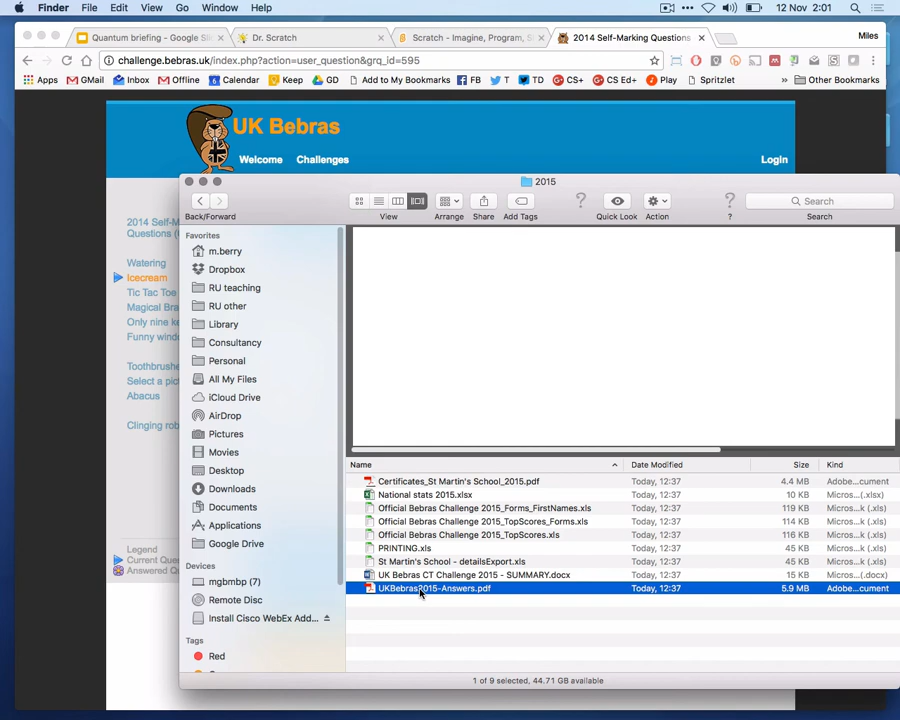 Finder File Edit View Go Window Help 12 Nov 2:01
Quantum briefing - Google Sli Dr. Scratch Scratch - Imagine, Program, S 2014 Self-Marking Questions Miles
challenge.bebras.uk/index.php?action=user_question&grq_id=595
Apps GMail Inbox Offline Calendar Keep GD Add to My Bookmarks FB T TD CS+ CS Ed+ Play Spritzlet » Other Bookmarks
UK Bebras
Welcome Challenges Login
2014 Self-M
Questions (
Watering
Icecream
Tic Tac Toe
Magical Bra
Only nine k
Funny wind
Toothbrush
Select a pic
Abacus
Clinging rob
Legend
Current Que
Answered Q
2015
Search
Back/Forward View Arrange Share Add Tags Quick Look Action ? Search
Favorites
m.berry
Dropbox
RU teaching
RU other
Library
Consultancy
Personal
All My Files
iCloud Drive
AirDrop
Pictures
Movies
Desktop
Downloads
Documents
Applications
Google Drive
Devices
mgbmbp (7)
Remote Disc
Install Cisco WebEx Add...
Tags
Red
Name Date Modified Size Kind
Certificates_St Martin's School_2015.pdf Today, 12:37 4.4 MB Adobe...cument
National stats 2015.xlsx Today, 12:37 10 KB Micros...(.xlsx)
Official Bebras Challenge 2015_Forms_FirstNames.xls Today, 12:37 119 KB Micros...k (.xls)
Official Bebras Challenge 2015_TopScores_Forms.xls Today, 12:37 114 KB Micros...k (.xls)
Official Bebras Challenge 2015_TopScores.xls Today, 12:37 116 KB Micros...k (.xls)
PRINTING.xls Today, 12:37 45 KB Micros...k (.xls)
St Martin's School - detailsExport.xls Today, 12:37 45 KB Micros...k (.xls)
UK Bebras CT Challenge 2015 - SUMMARY.docx Today, 12:37 15 KB Micros...(.docx)
UKBebras2015-Answers.pdf Today, 12:37 5.9 MB Adobe...cument
1 of 9 selected, 44.71 GB available